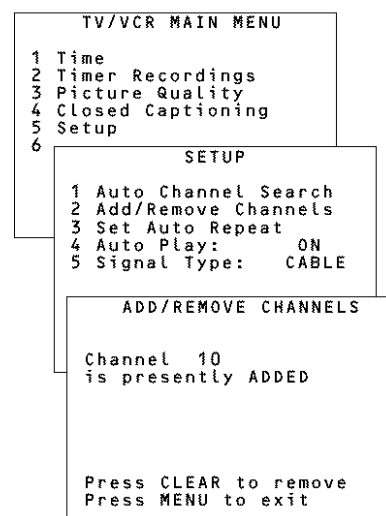 TV/VCR MAIN MENU
1 Time
2 Timer Recordings
3 Picture Quality
4 Closed Captioning
5 Setup
6
SETUP
1 Auto Channel Search
2 Add/Remove Channels
3 Set Auto Repeat
4 Auto Play: ON
5 Signal Type: CABLE
ADD/REMOVE CHANNELS
Channel 10
is presently ADDED
Press CLEAR to remove
Press MENU to exit